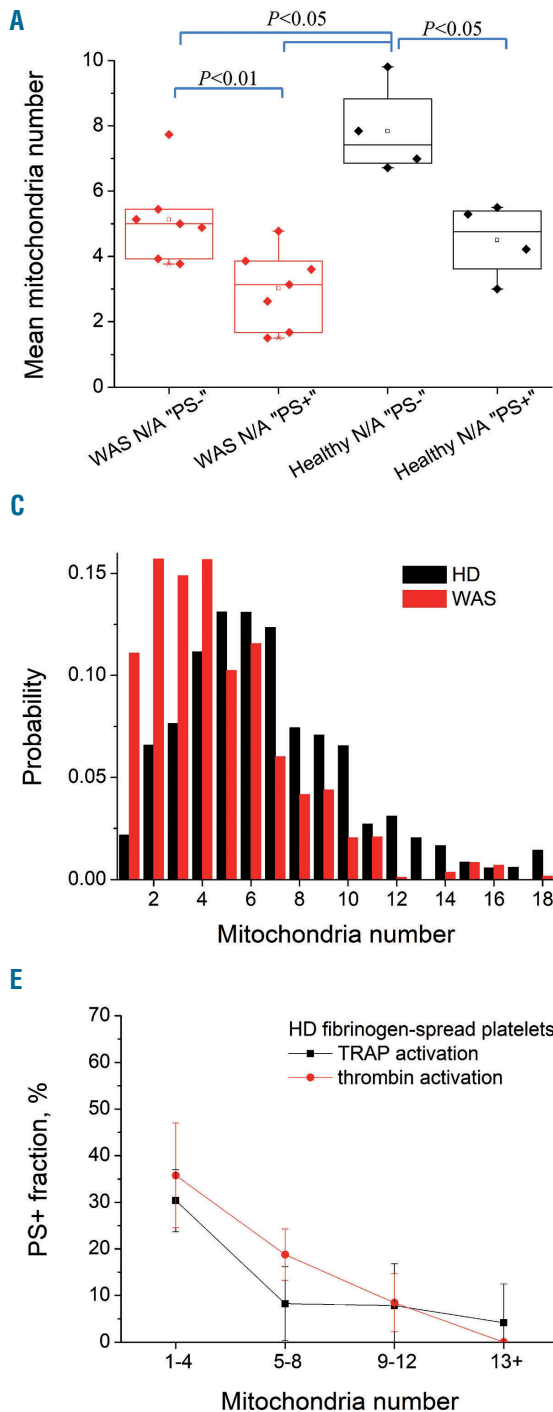 A
P<0.05
P<0.05
P<0.01
10
8
6
4
2
0
Mean mitochondria number
WAS N/A "PS-"
WAS N/A "PS+"
Healthy N/A "PS-"
Healthy N/A "PS+"
C
HD
WAS
0.15
0.10
0.05
0.00
Probability
2 4 6 8 10 12 14 16 18
Mitochondria number
E
HD fibrinogen-spread platelets
TRAP activation
thrombin activation
70
60
50
40
30
20
10
0
PS+ fraction, %
1-4 5-8 9-12 13+
Mitochondria number